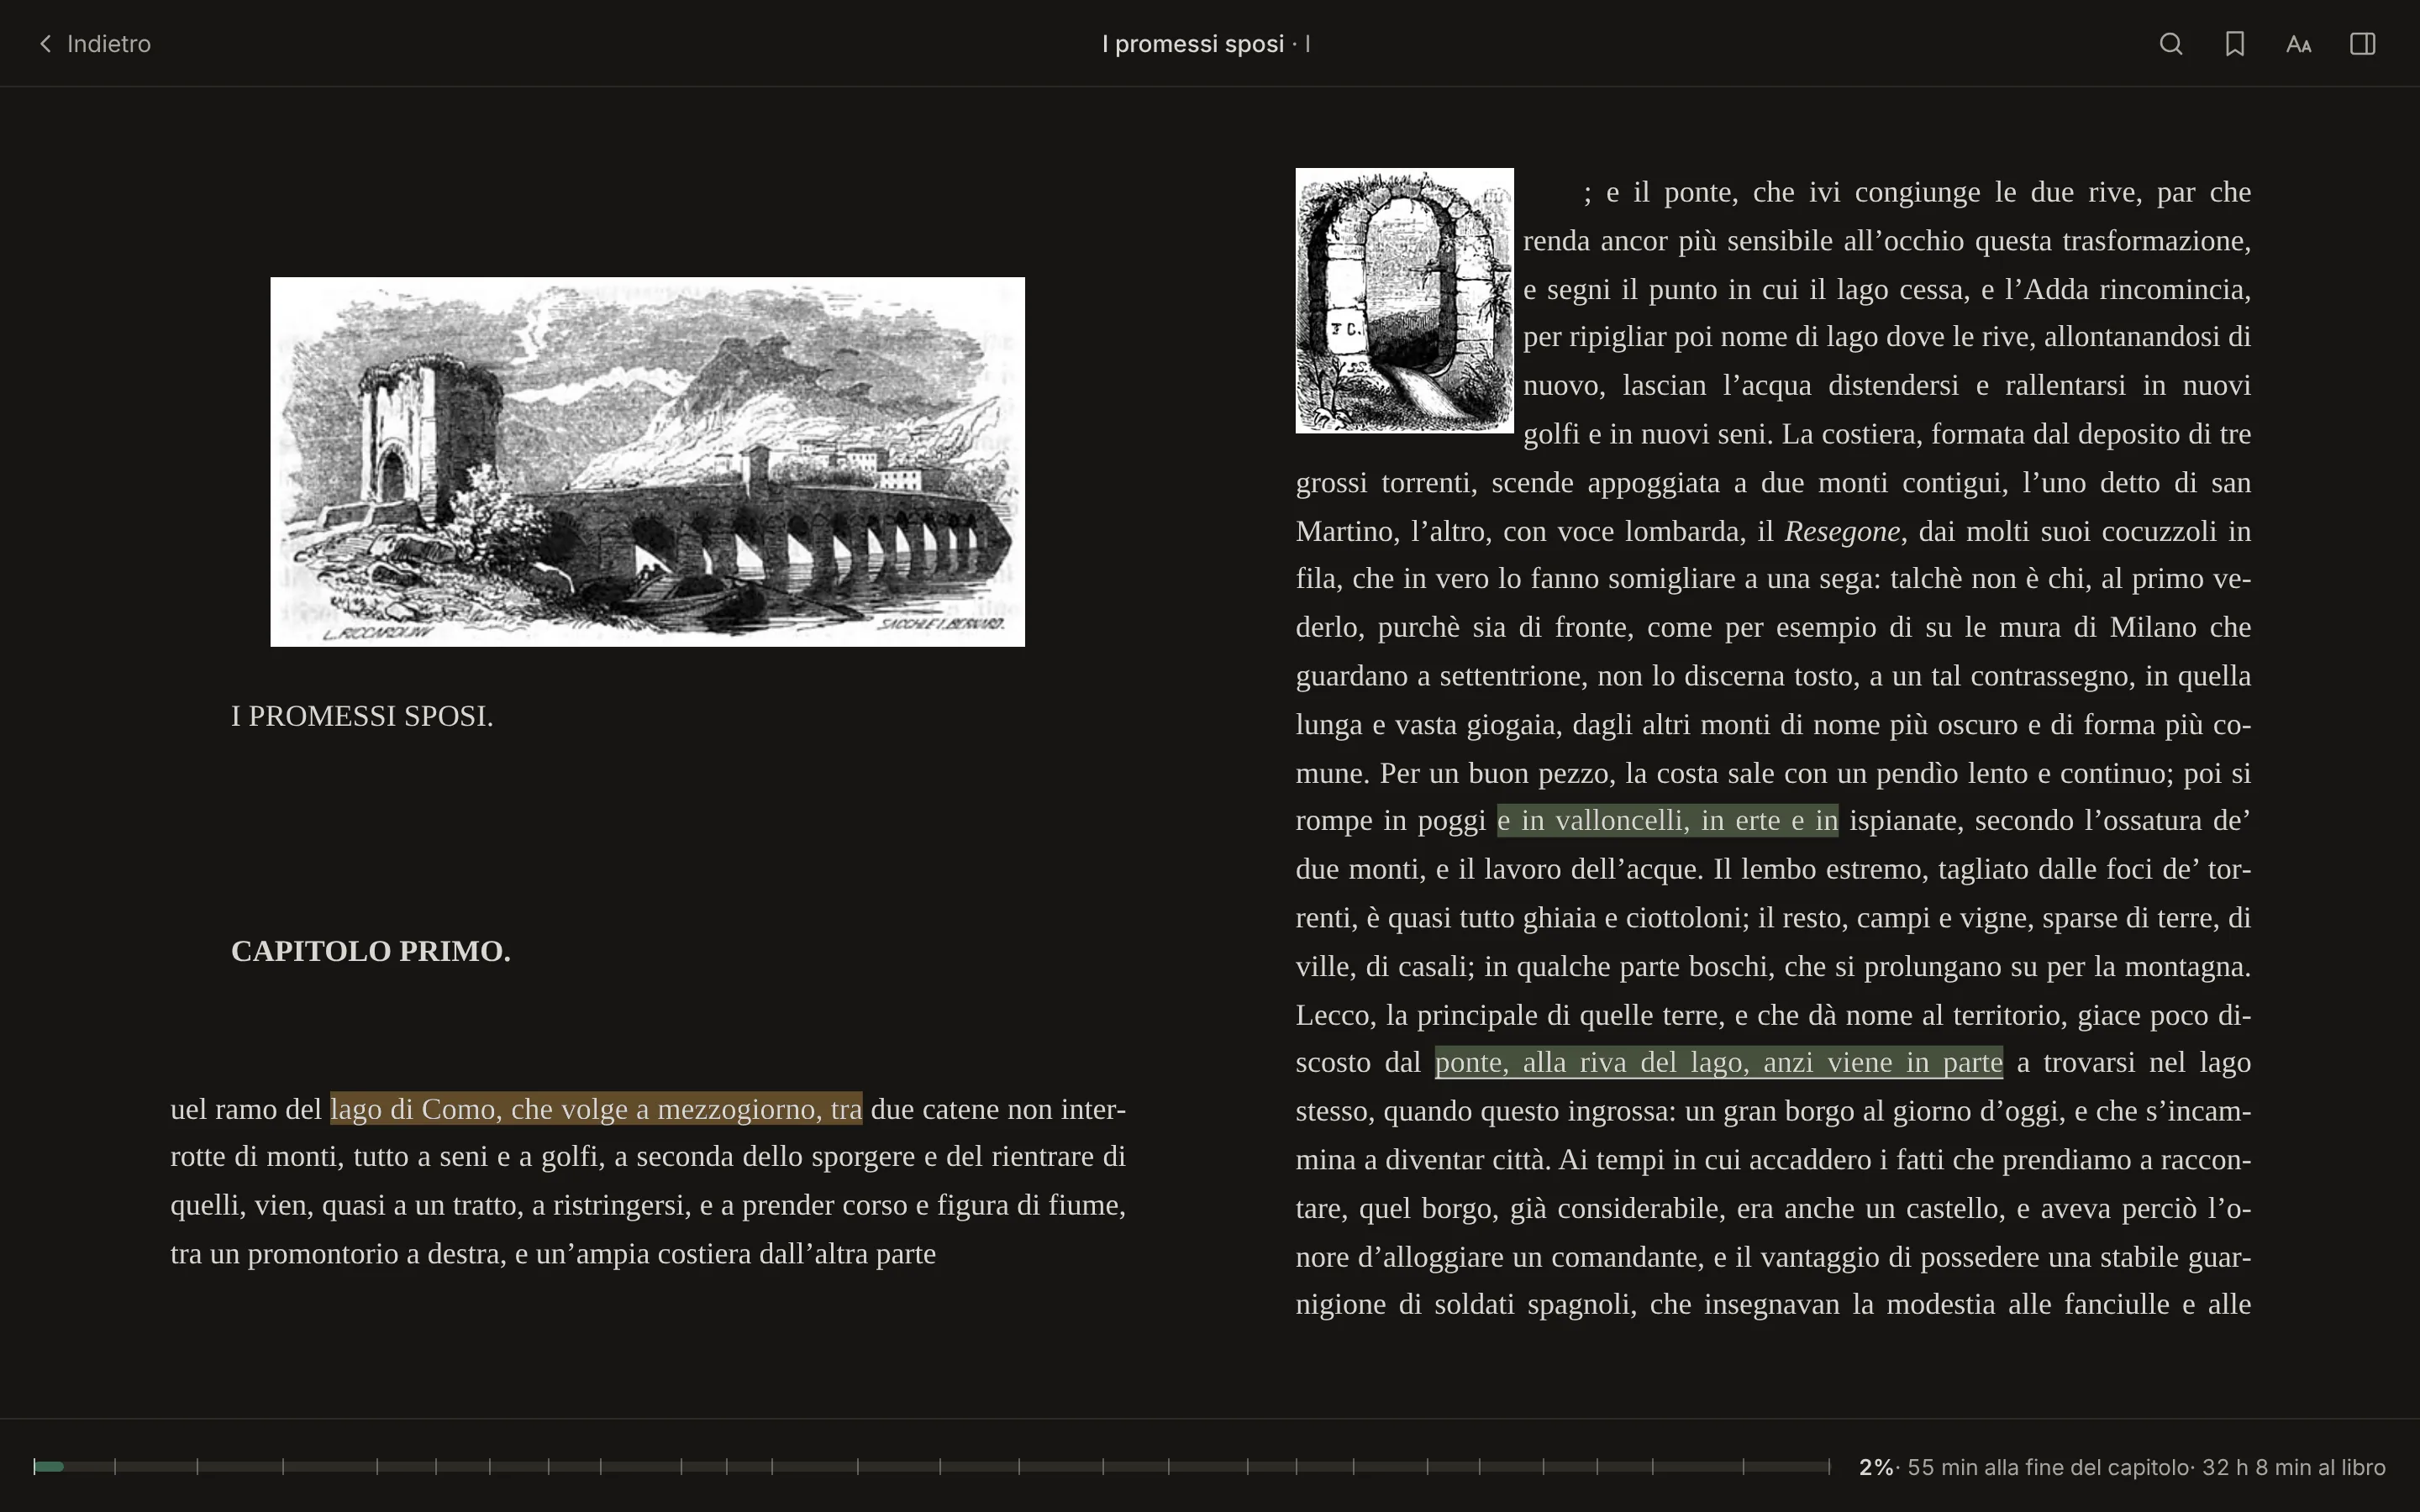 Indietro
I promessi sposi · I
L. RICCARDI INV
SACCHI E I. BERNARD.
I PROMESSI SPOSI.
CAPITOLO PRIMO.
uel ramo del lago di Como, che volge a mezzogiorno, tra due catene non inter-
rotte di monti, tutto a seni e a golfi, a seconda dello sporgere e del rientrare di
quelli, vien, quasi a un tratto, a ristringersi, e a prender corso e figura di fiume,
tra un promontorio a destra, e un’ampia costiera dall’altra parte
; e il ponte, che ivi congiunge le due rive, par che
renda ancor più sensibile all’occhio questa trasformazione,
e segni il punto in cui il lago cessa, e l’Adda rincomincia,
per ripigliar poi nome di lago dove le rive, allontanandosi di
nuovo, lascian l’acqua distendersi e rallentarsi in nuovi
golfi e in nuovi seni. La costiera, formata dal deposito di tre
grossi torrenti, scende appoggiata a due monti contigui, l’uno detto di san
Martino, l’altro, con voce lombarda, il Resegone, dai molti suoi cocuzzoli in
fila, che in vero lo fanno somigliare a una sega: talchè non è chi, al primo ve-
derlo, purchè sia di fronte, come per esempio di su le mura di Milano che
guardano a settentrione, non lo discerna tosto, a un tal contrassegno, in quella
lunga e vasta giogaia, dagli altri monti di nome più oscuro e di forma più co-
mune. Per un buon pezzo, la costa sale con un pendìo lento e continuo; poi si
rompe in poggi e in valloncelli, in erte e in ispianate, secondo l’ossatura de’
due monti, e il lavoro dell’acque. Il lembo estremo, tagliato dalle foci de’ tor-
renti, è quasi tutto ghiaia e ciottoloni; il resto, campi e vigne, sparse di terre, di
ville, di casali; in qualche parte boschi, che si prolungano su per la montagna.
Lecco, la principale di quelle terre, e che dà nome al territorio, giace poco di-
scosto dal ponte, alla riva del lago, anzi viene in parte a trovarsi nel lago
stesso, quando questo ingrossa: un gran borgo al giorno d’oggi, e che s’incam-
mina a diventar città. Ai tempi in cui accaddero i fatti che prendiamo a raccon-
tare, quel borgo, già considerabile, era anche un castello, e aveva perciò l’o-
nore d’alloggiare un comandante, e il vantaggio di possedere una stabile guar-
nigione di soldati spagnoli, che insegnavan la modestia alle fanciulle e alle
2%· 55 min alla fine del capitolo· 32 h 8 min al libro